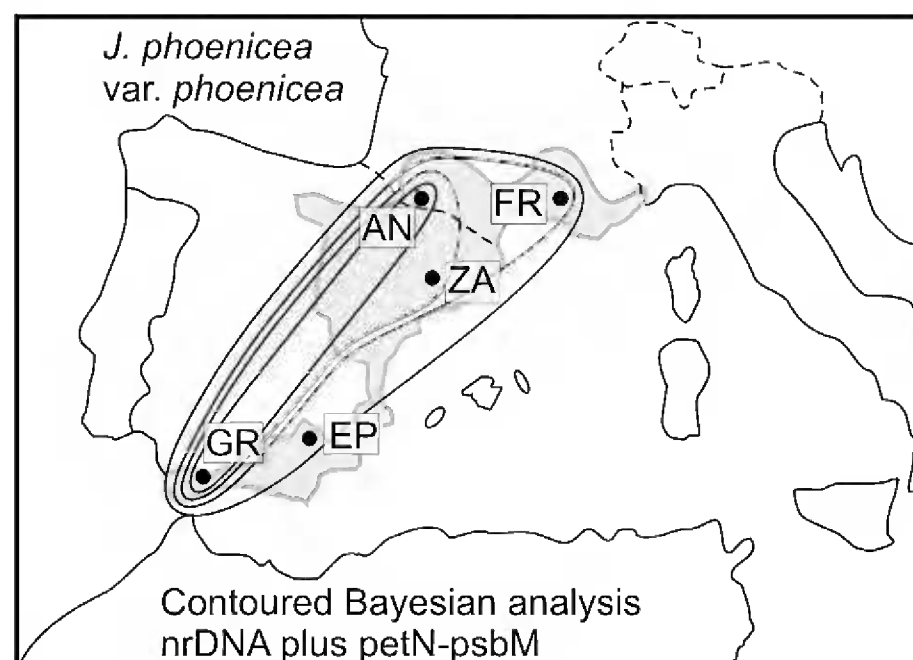 J. phoenicea
var. phoenicea
AN
FR
ZA
GR
EP
Contoured Bayesian analysis
nrDNA plus petN-psbM